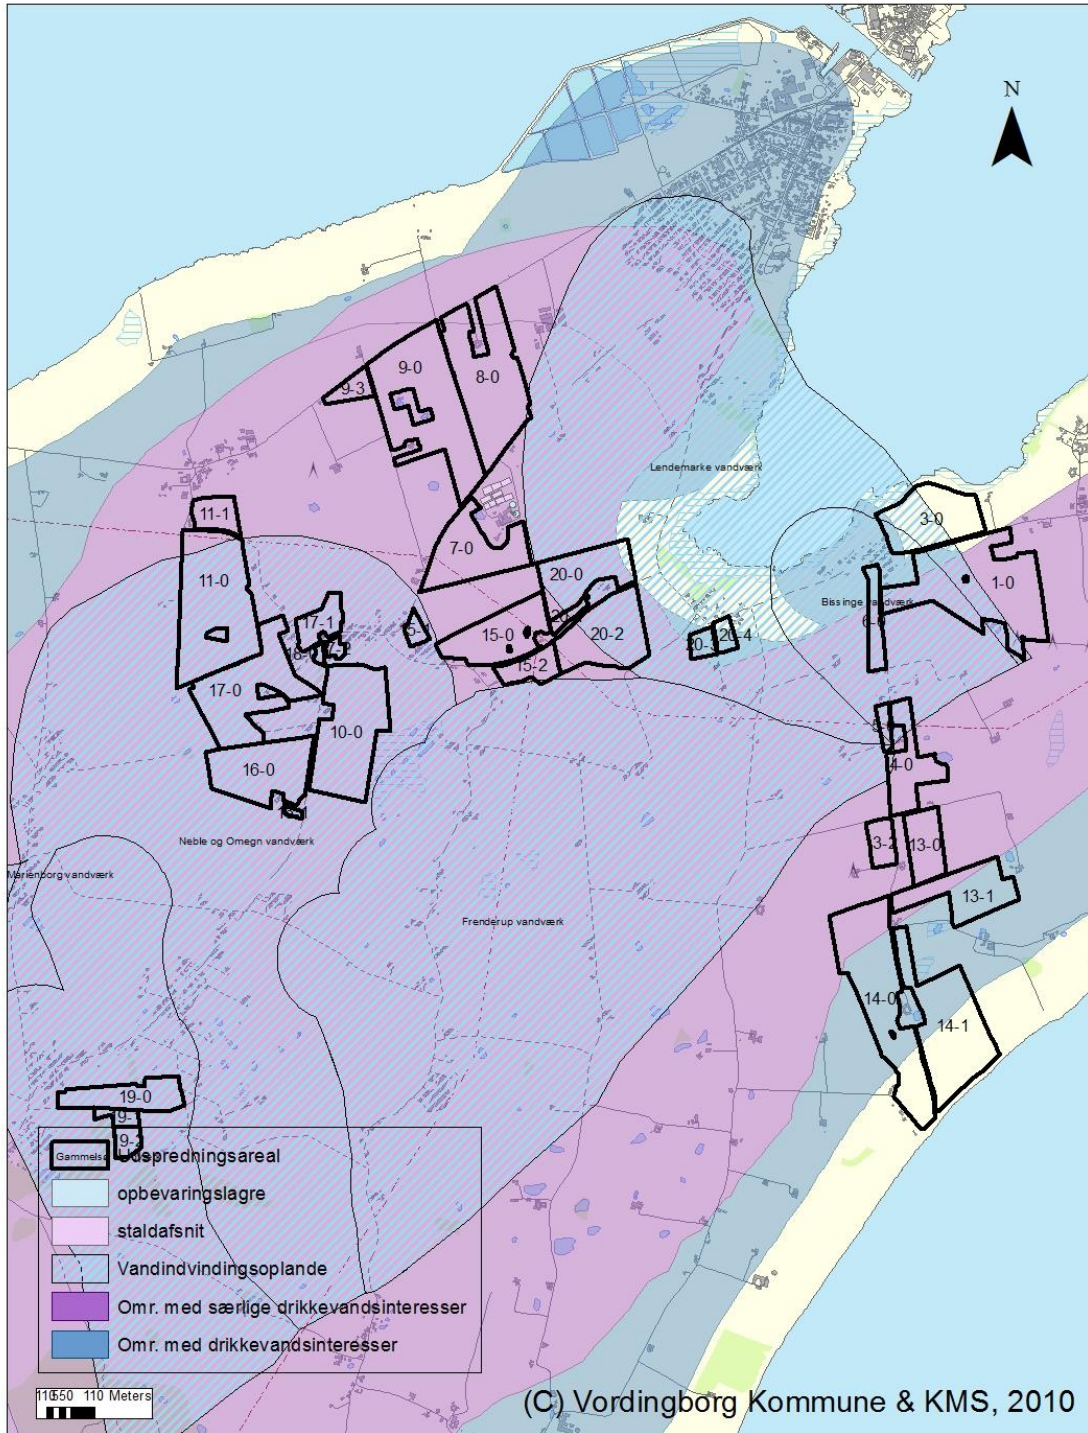 N
9-0
8-0
9-3
Lendemarke vandværk
11-1
3-0
7-0
11-0
20-0
1-0
17-1
Bissinge vandværk
15-0
20-2
20-4
15-2
17-0
10-0
16-0
4-0
Neble og Omegn vandværk
13-0
Marienborg vandværk
13-1
Frenderup vandværk
14-0
14-1
19-0
Udspredningsareal
opbevaringslagre
staldafsnit
Vandindvindingsoplande
Omr. med særlige drikkevandsinteresser
Omr. med drikkevandsinteresser
110 Meters
(C) Vordingborg Kommune & KMS, 2010